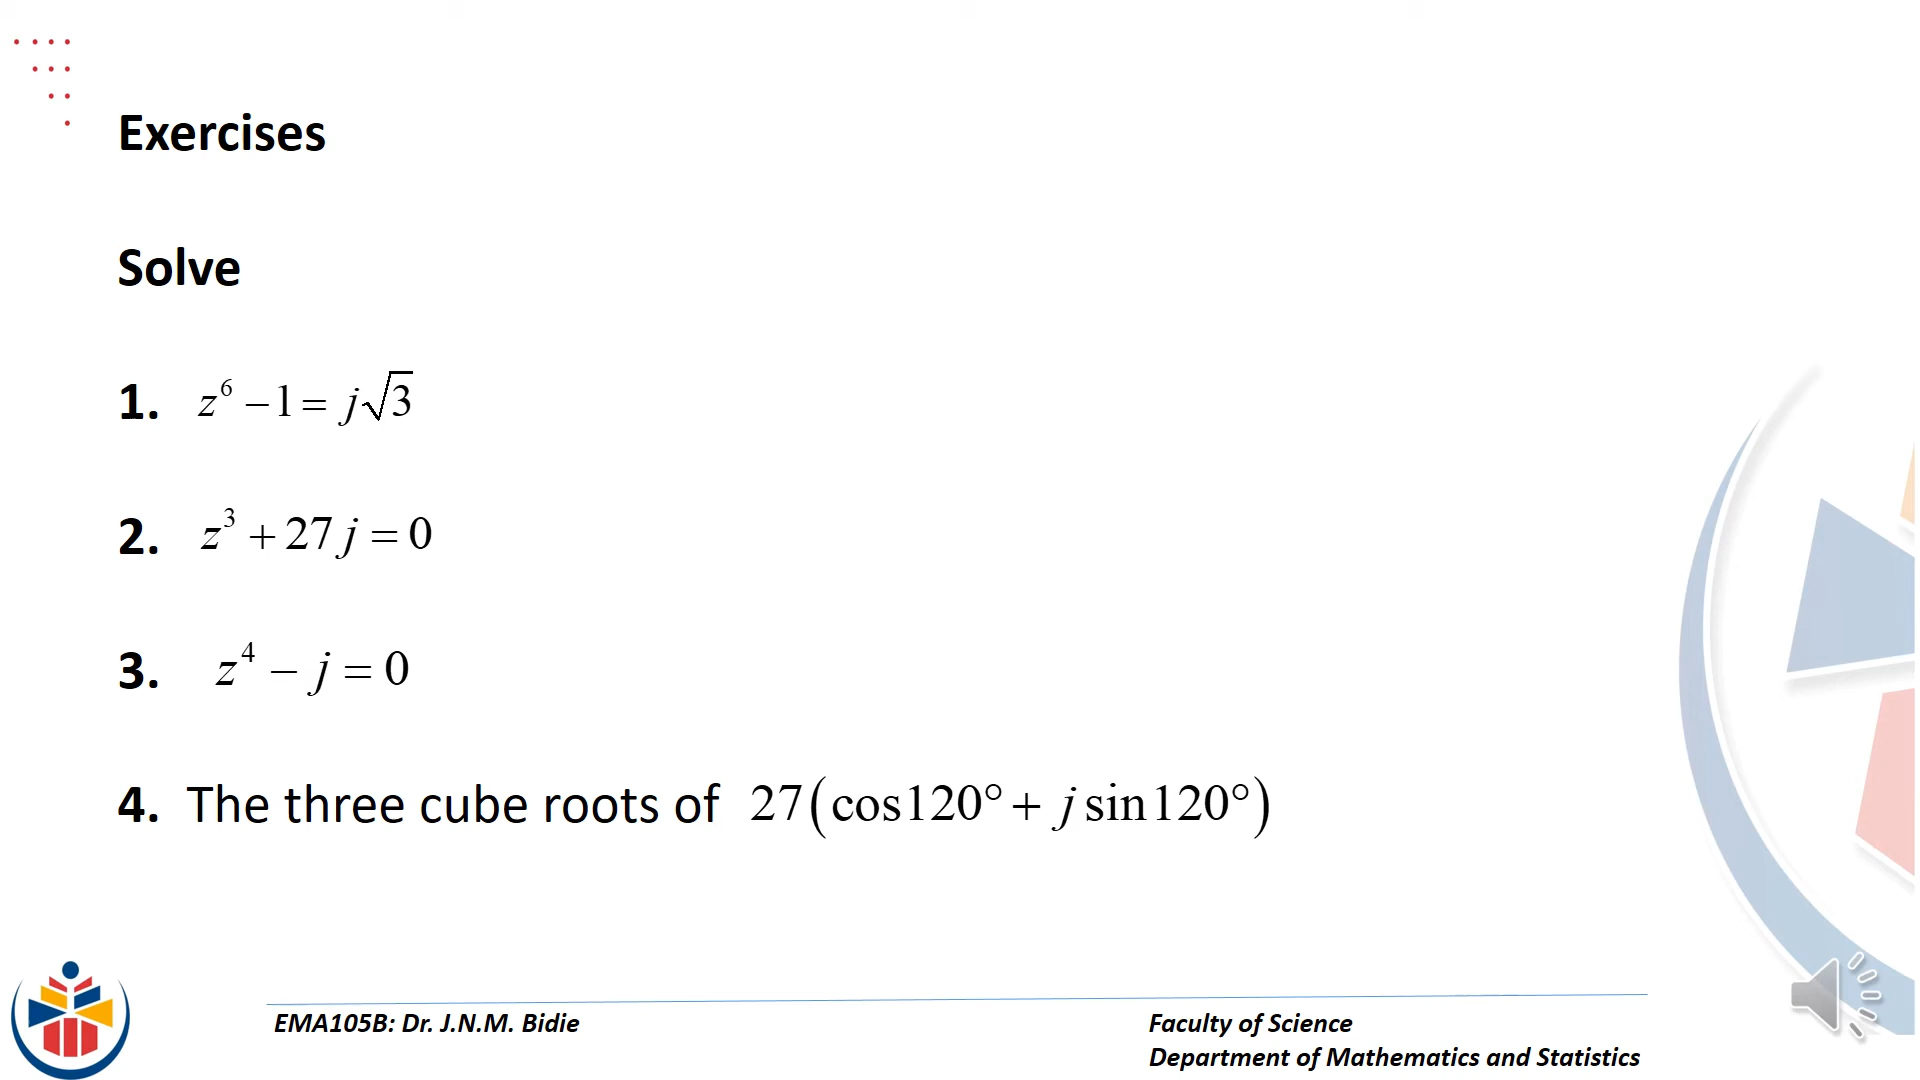 Exercises
Solve
1. z⁶ − 1 = j√3
2. z³ + 27j = 0
3. z⁴ − j = 0
4. The three cube roots of 27(cos120° + j sin120°)
EMA105B: Dr. J.N.M. Bidie
Faculty of Science
Department of Mathematics and Statistics